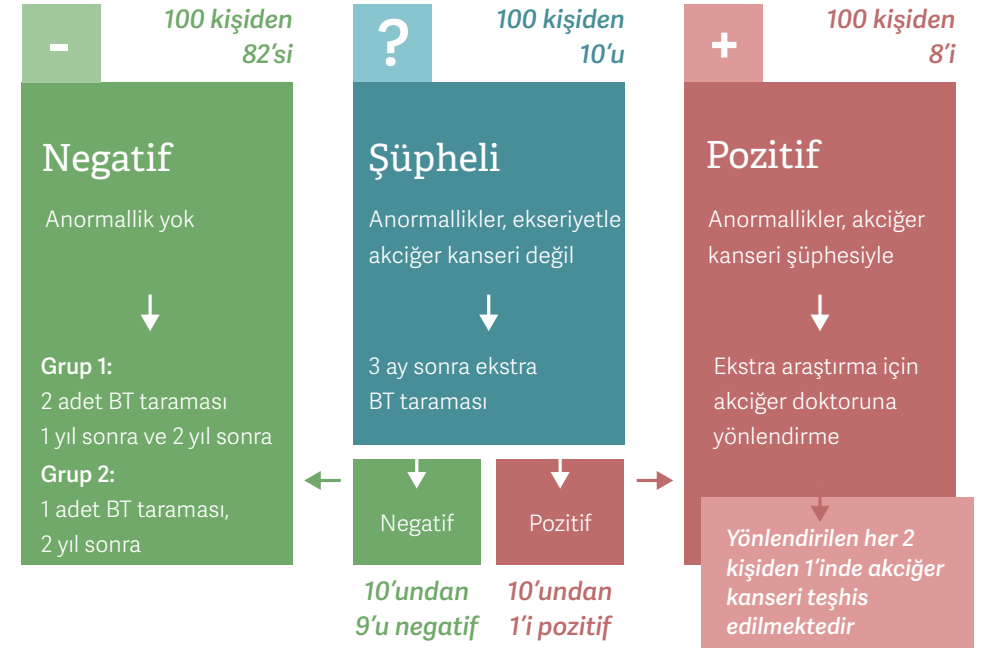 -
100 kişiden
82’si
Negatif
Anormallik yok
Grup 1:
2 adet BT taraması
1 yıl sonra ve 2 yıl sonra
Grup 2:
1 adet BT taraması,
2 yıl sonra
?
100 kişiden
10’u
Şüpheli
Anormallikler, ekseriyetle
akciğer kanseri değil
3 ay sonra ekstra
BT taraması
Negatif
10’undan
9’u negatif
Pozitif
10’undan
1’i pozitif
+
100 kişiden
8’i
Pozitif
Anormallikler, akciğer
kanseri şüphesiyle
Ekstra araştırma için
akciğer doktoruna
yönlendirme
Yönlendirilen her 2
kişiden 1’inde akciğer
kanseri teşhis
edilmektedir